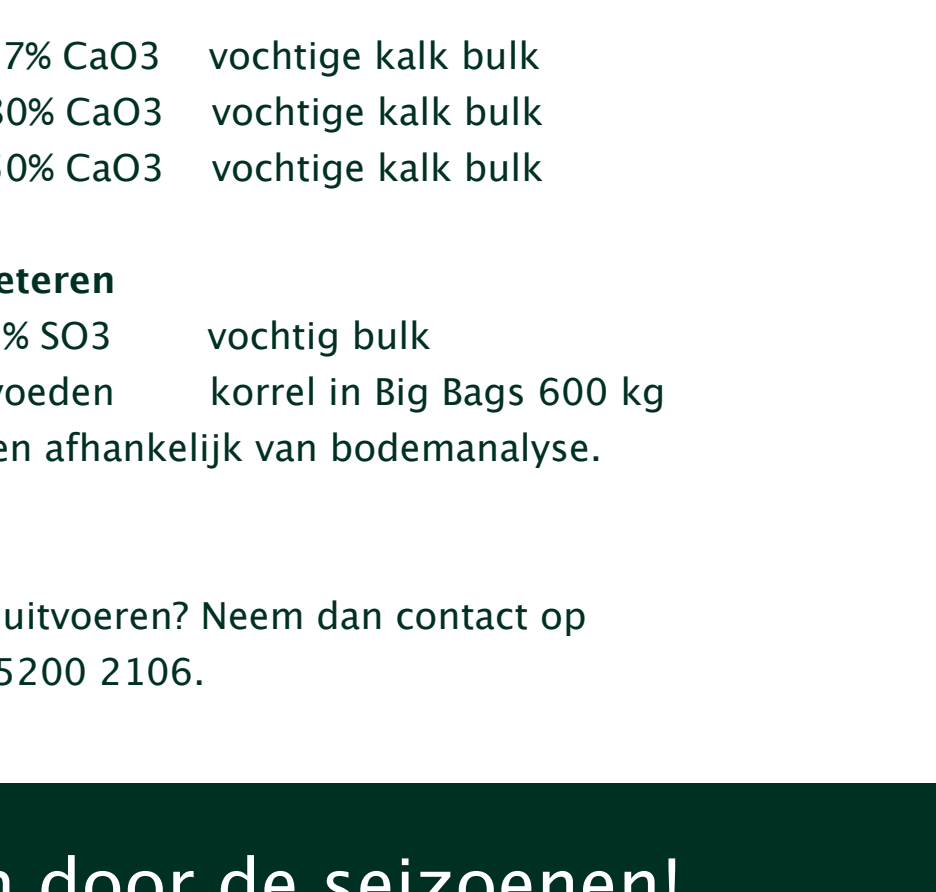 7% CaO3 vochtige kalk bulk
0% CaO3 vochtige kalk bulk
0% CaO3 vochtige kalk bulk
eteren
% SO3 vochtig bulk
voeden korrel in Big Bags 600 kg
en afhankelijk van bodemanalyse.
uitvoeren? Neem dan contact op
5200 2106.
door de seizoenen!